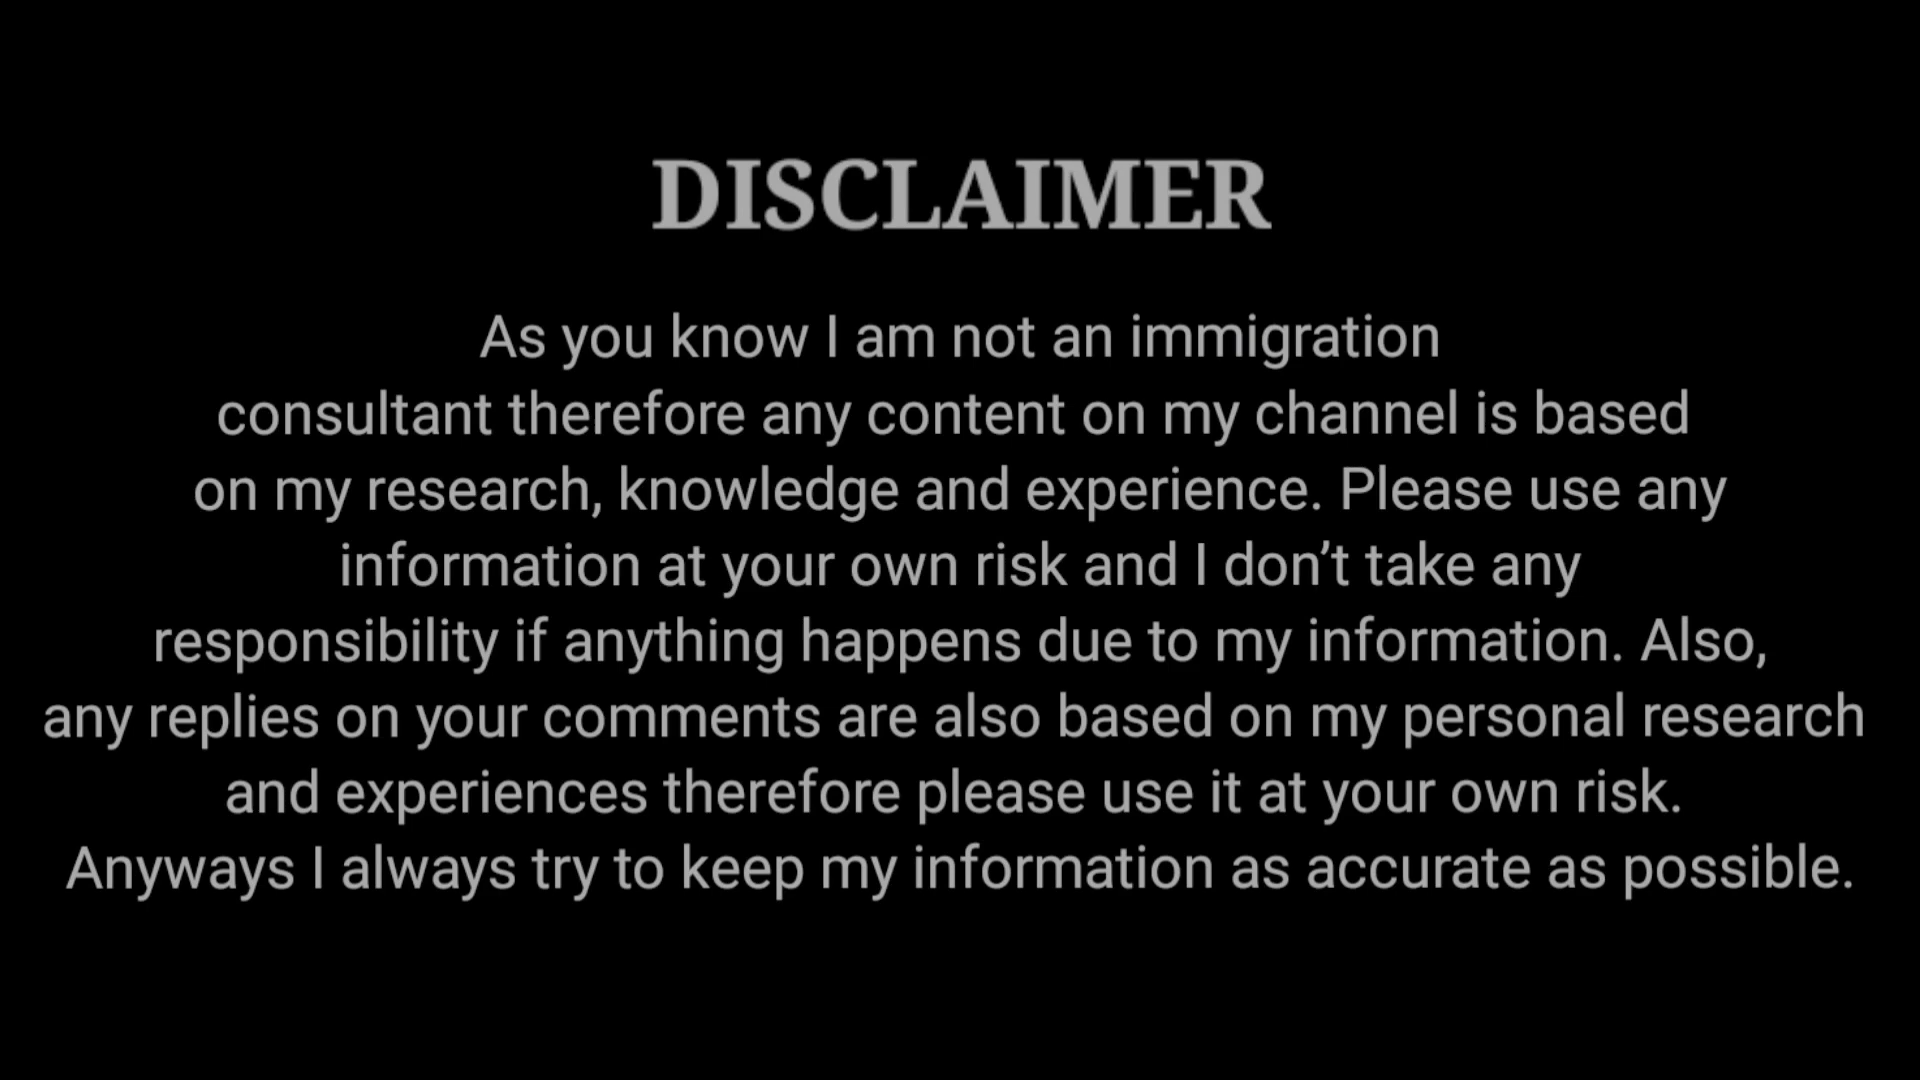 DISCLAIMER
As you know I am not an immigration
consultant therefore any content on my channel is based
on my research, knowledge and experience. Please use any
information at your own risk and I don’t take any
responsibility if anything happens due to my information. Also,
any replies on your comments are also based on my personal research
and experiences therefore please use it at your own risk.
Anyways I always try to keep my information as accurate as possible.